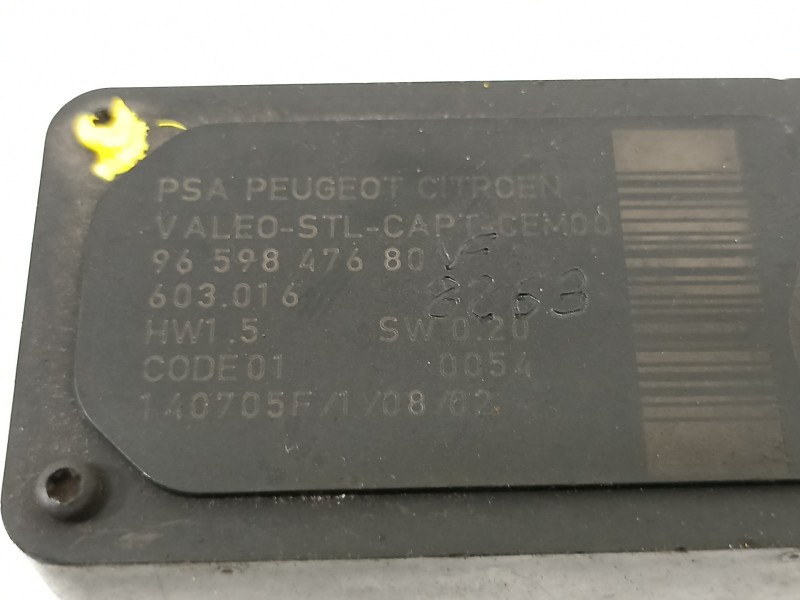 PSA PEUGEOT CITROEN
VALEO-STL-CAPT-CEM00
96 598 476 80
603.016 8263
HW1.5 SW 0.20
CODE 01 0054
140705F/1/08/02